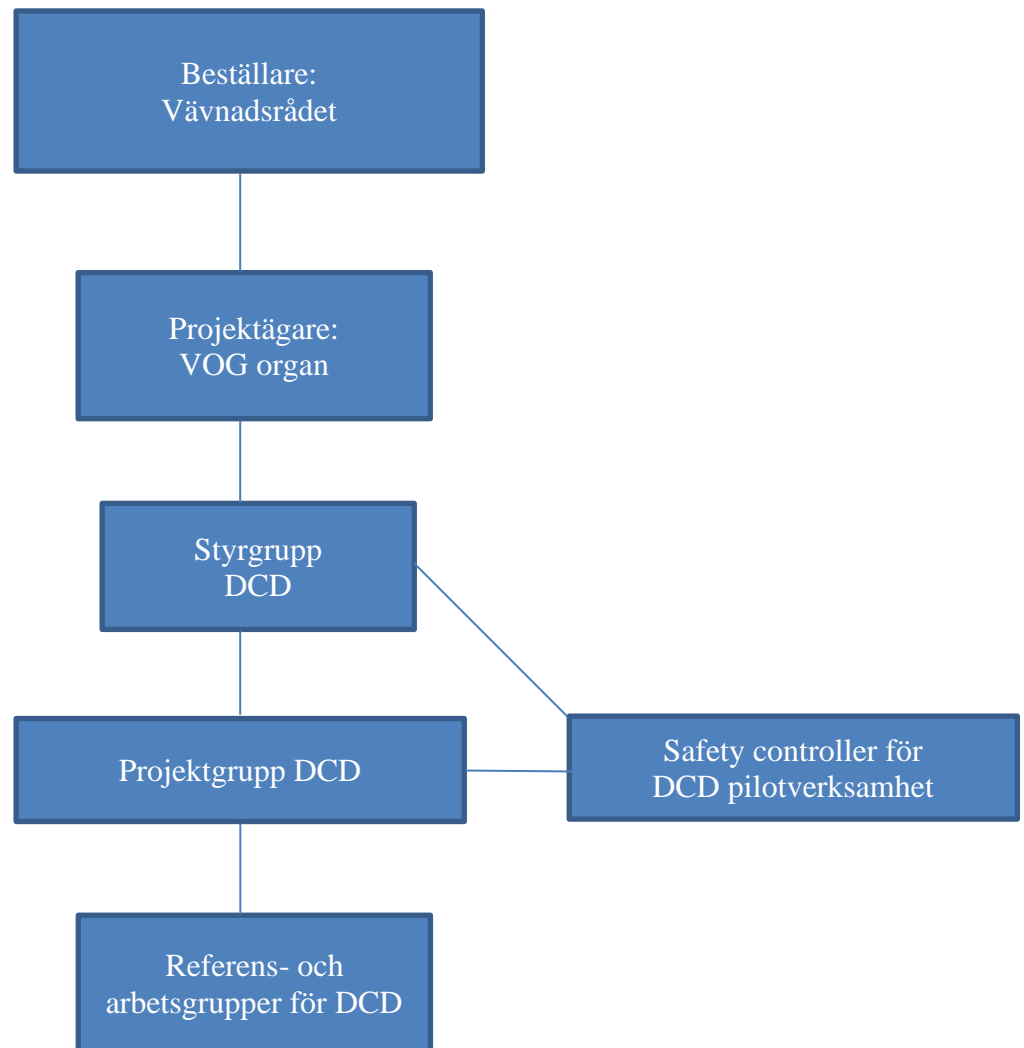 Beställare:
Vävnadsrådet
Projektägare:
VOG organ
Styrgrupp
DCD
Projektgrupp DCD
Safety controller för
DCD pilotverksamhet
Referens- och
arbetsgrupper för DCD